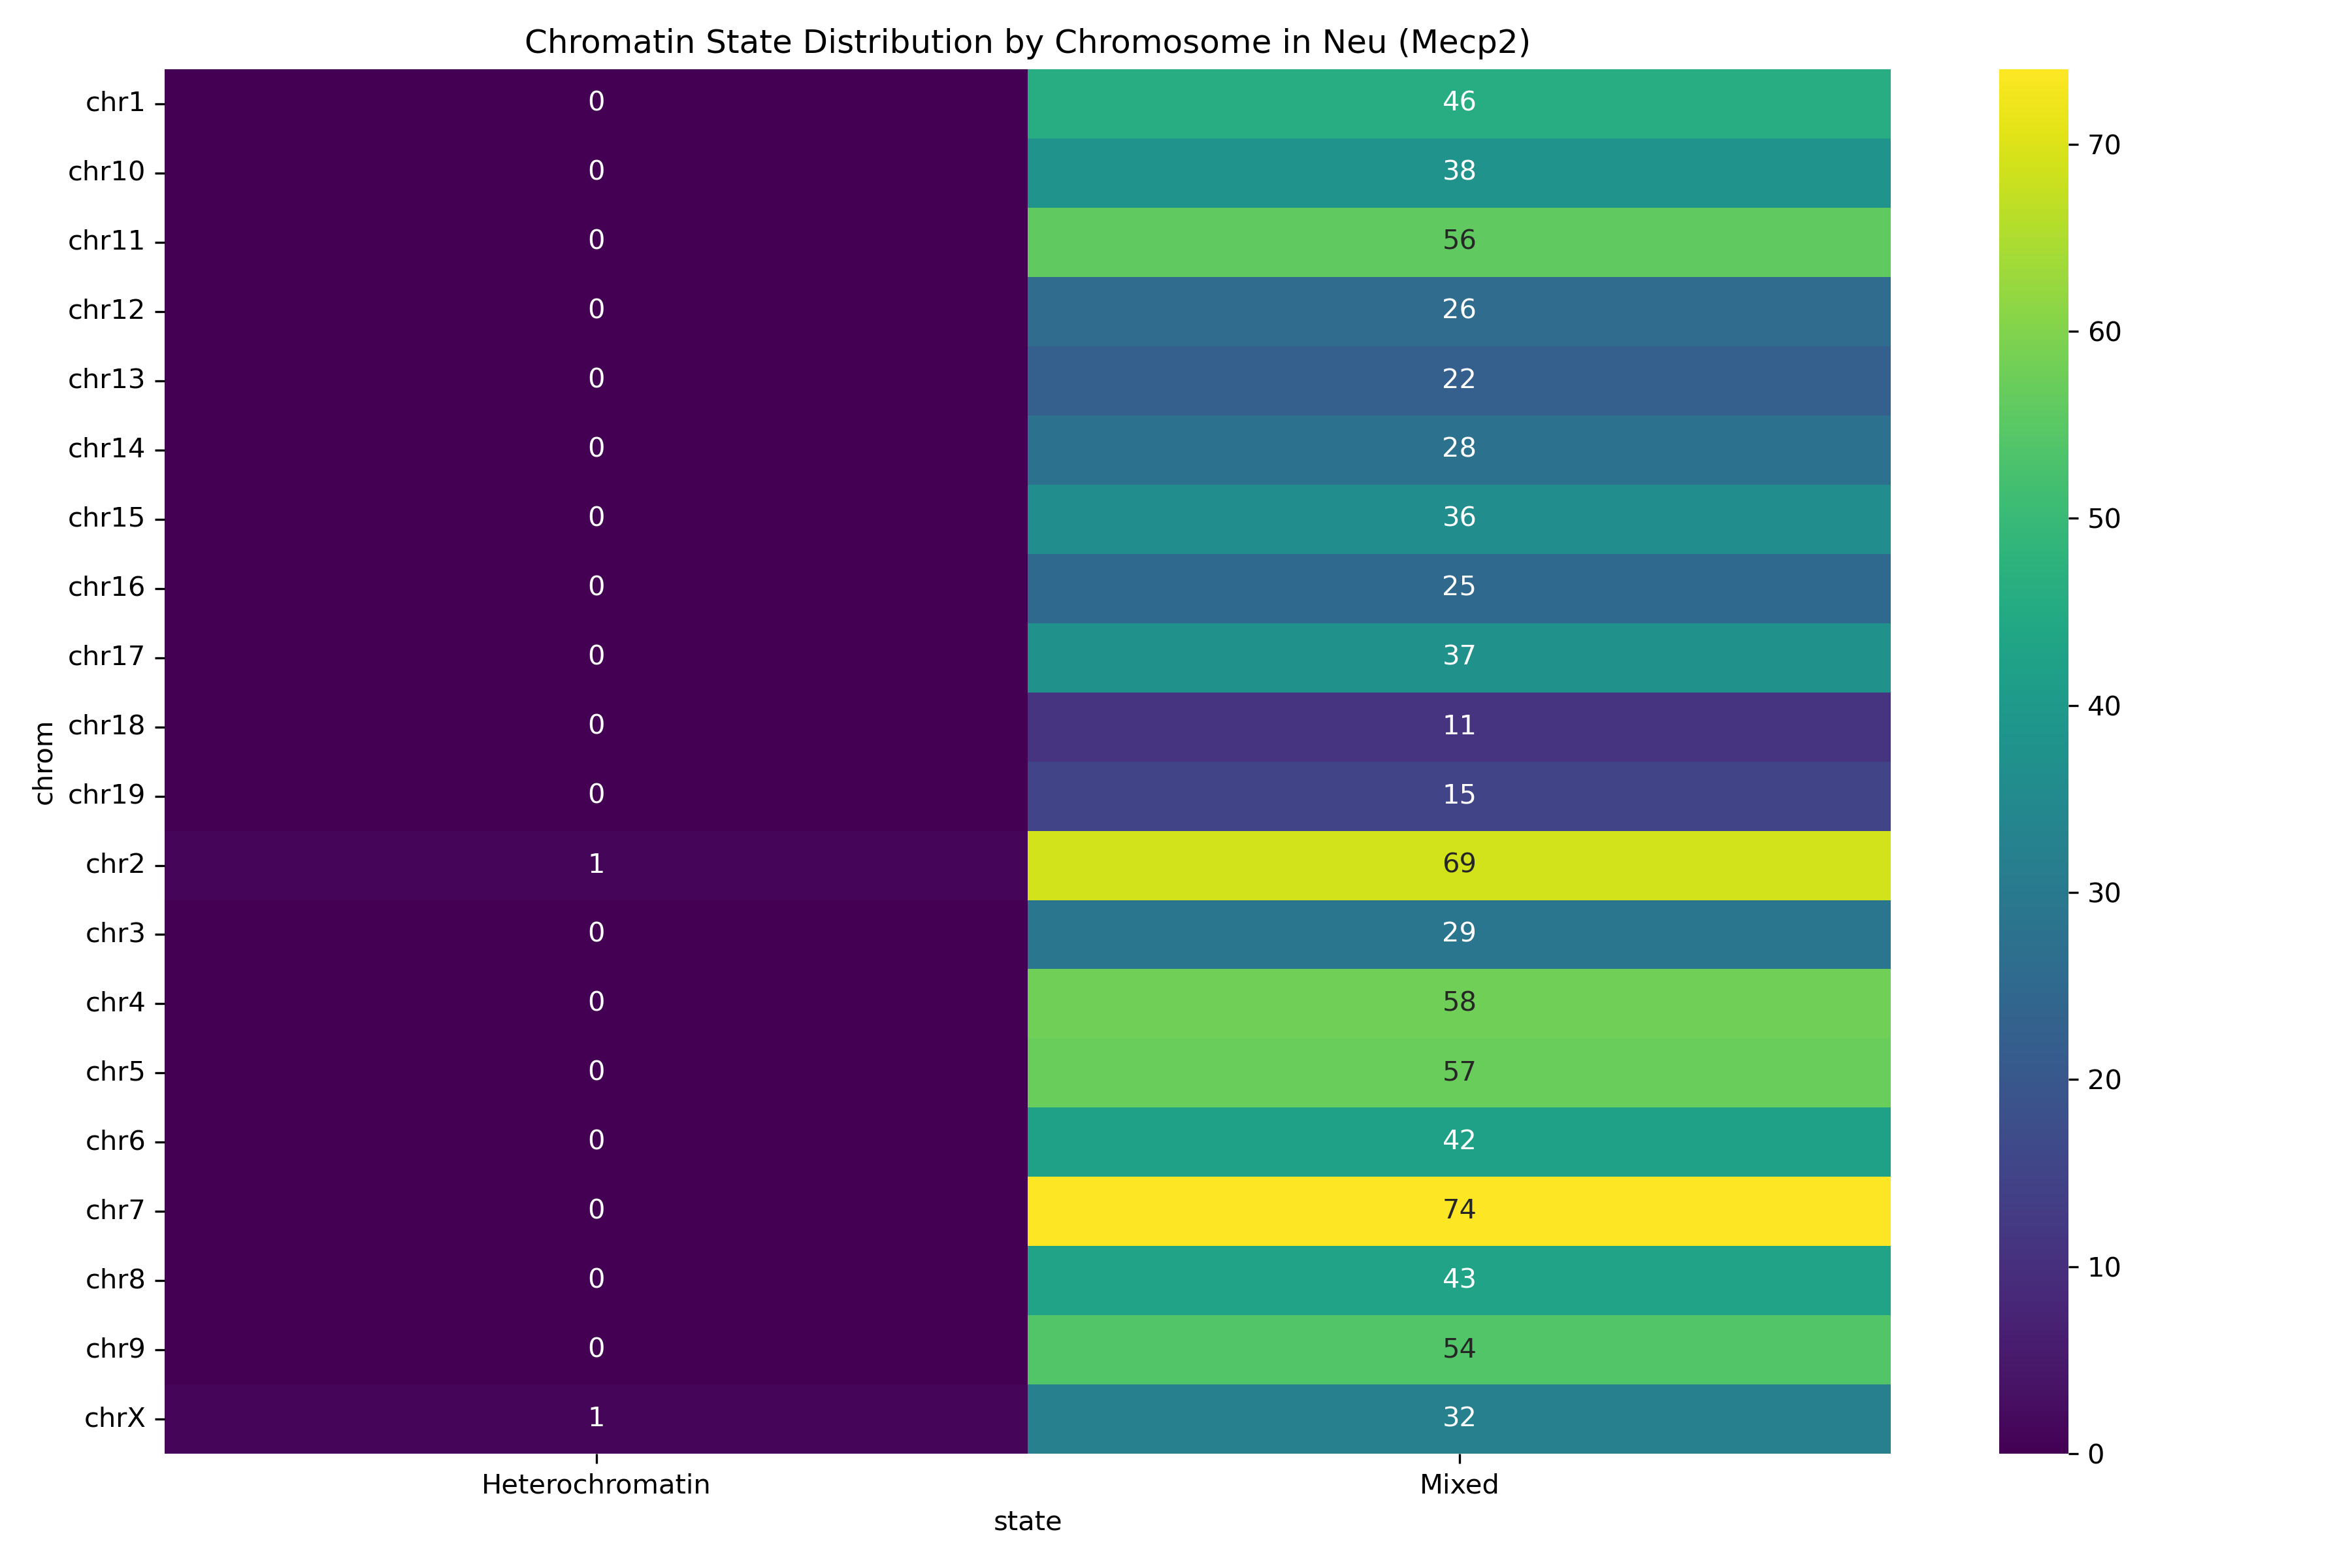 Chromatin State Distribution by Chromosome in Neu (Mecp2)
chr1 0 46
chr10 0 38
chr11 0 56
chr12 0 26
chr13 0 22
chr14 0 28
chr15 0 36
chr16 0 25
chr17 0 37
chr18 0 11
chr19 0 15
chr2 1 69
chr3 0 29
chr4 0 58
chr5 0 57
chr6 0 42
chr7 0 74
chr8 0 43
chr9 0 54
chrX 1 32
chrom
Heterochromatin Mixed
state
70
60
50
40
30
20
10
0